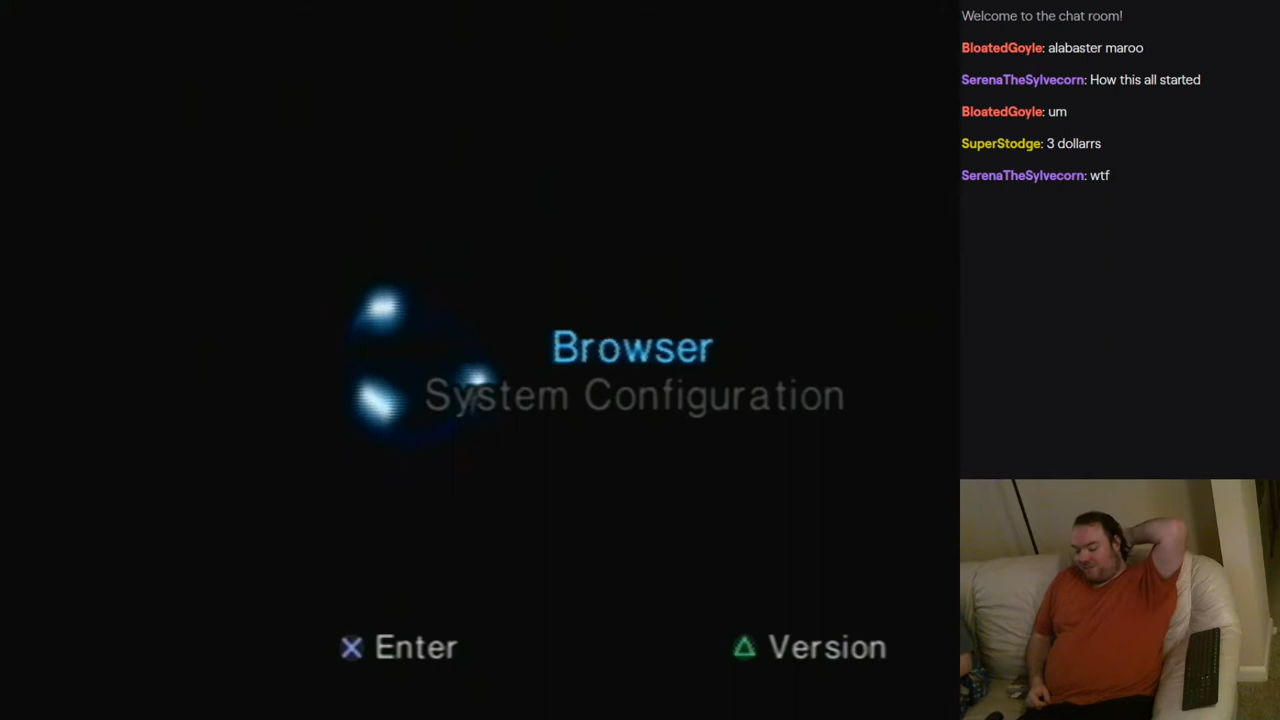 Browser
System Configuration
Enter
Version
Welcome to the chat room!
BloatedGoyle: alabaster maroo
SerenaTheSylvecorn: How this all started
BloatedGoyle: um
SuperStodge: 3 dollarrs
SerenaTheSylvecorn: wtf